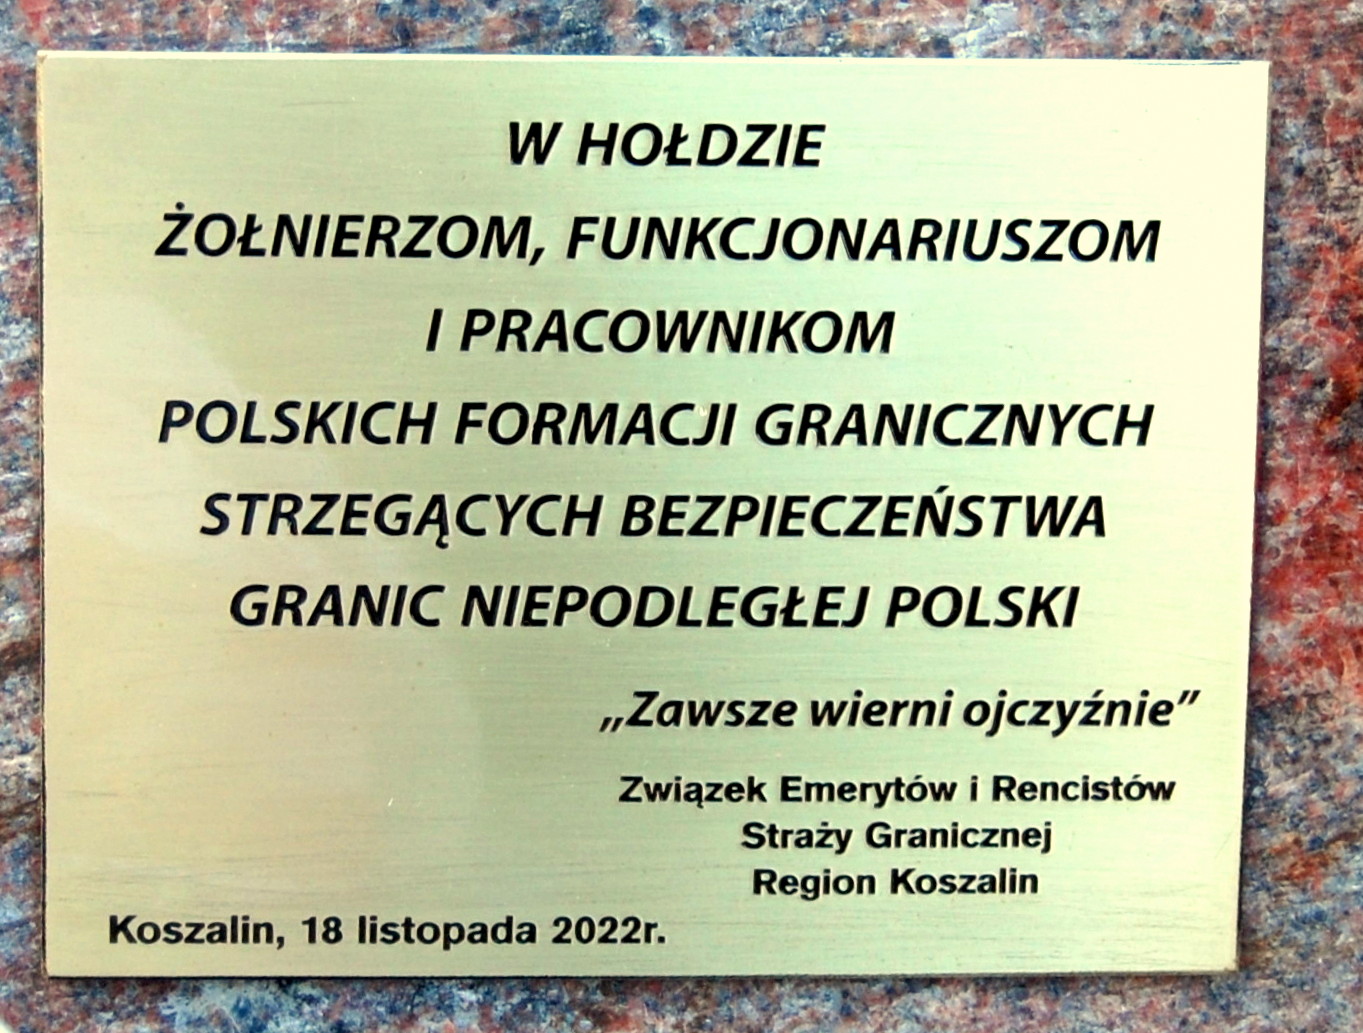 W HOŁDZIE
ŻOŁNIERZOM, FUNKCJONARIUSZOM
I PRACOWNIKOM
POLSKICH FORMACJI GRANICZNYCH
STRZEGĄCYCH BEZPIECZEŃSTWA
GRANIC NIEPODLEGŁEJ POLSKI
„Zawsze wierni ojczyźnie”
Związek Emerytów i Rencistów
Straży Granicznej
Region Koszalin
Koszalin, 18 listopada 2022r.